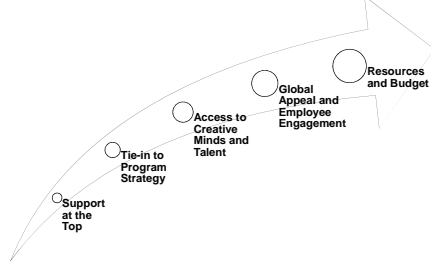 Support
at the
Top
Tie-in to
Program
Strategy
Access to
Creative
Minds and
Talent
Global
Appeal and
Employee
Engagement
Resources
and Budget